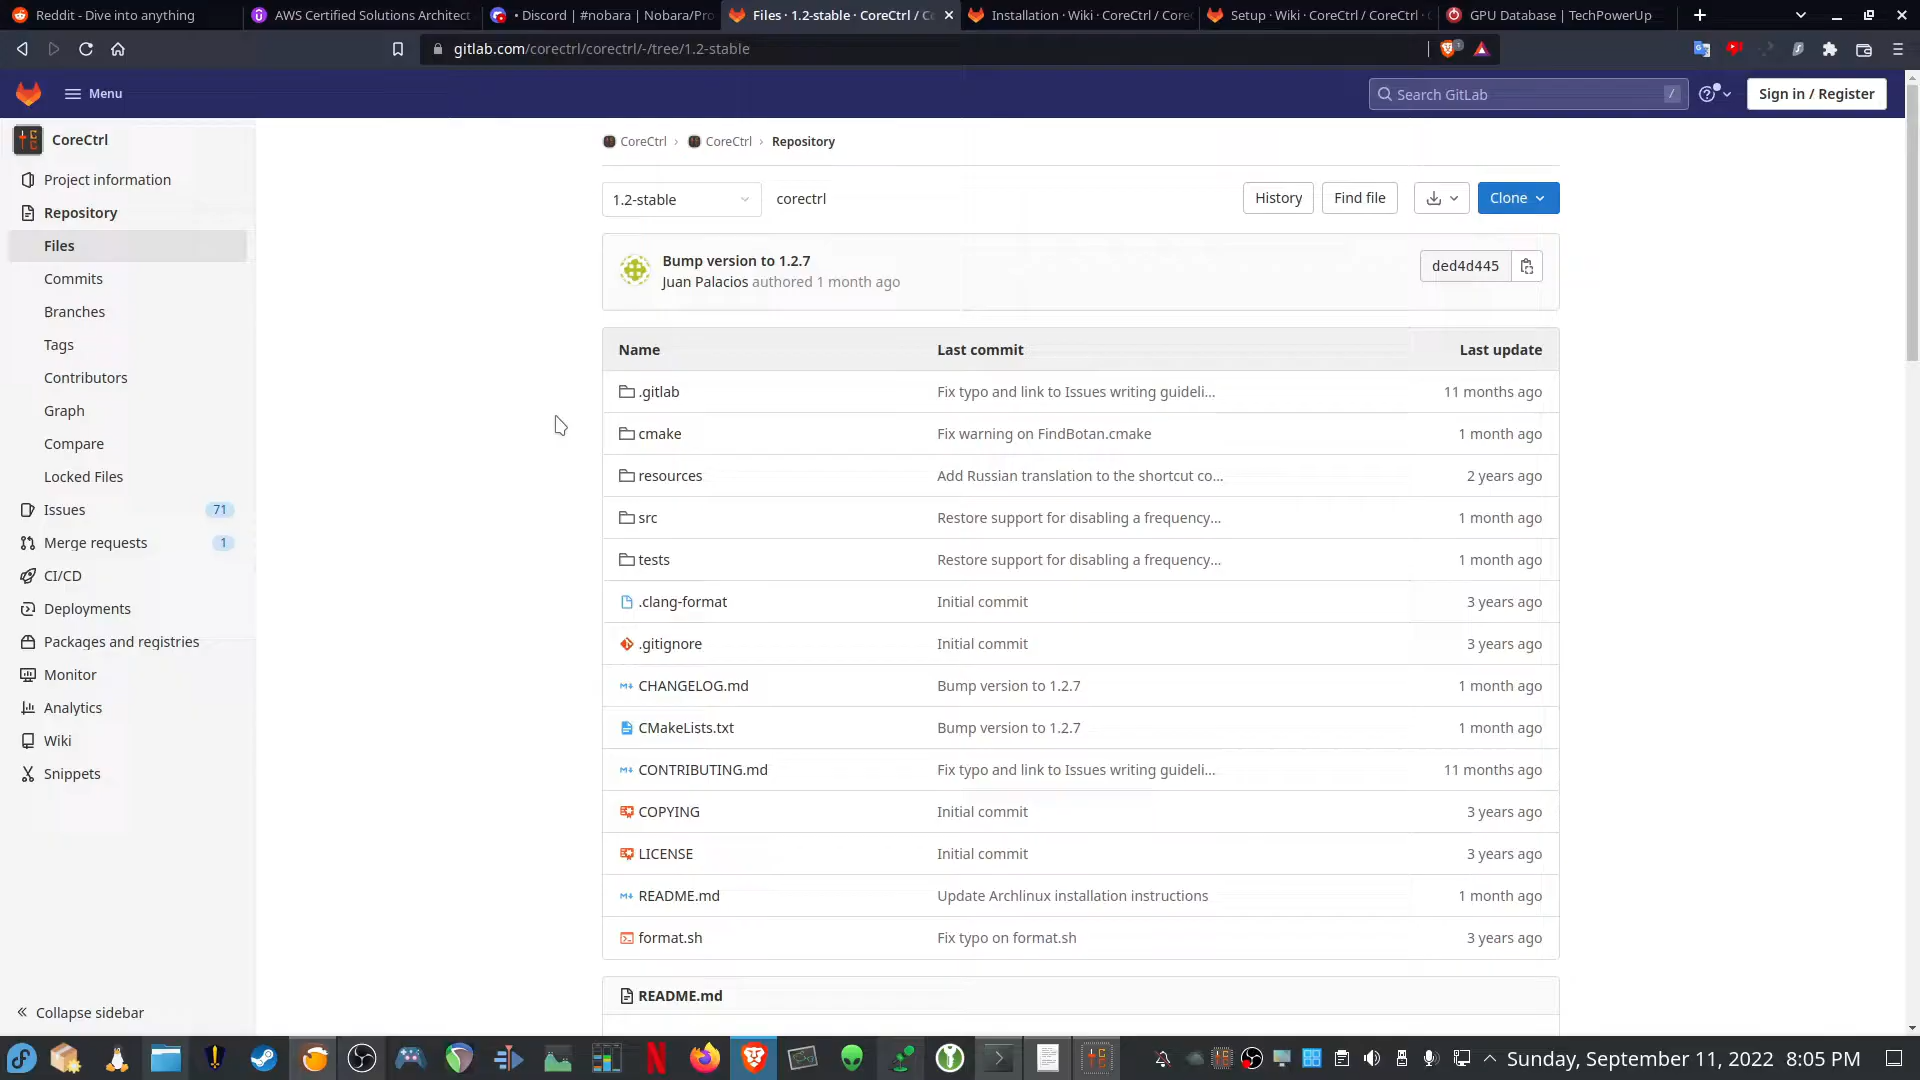 Reddit - Dive into anything
AWS Certified Solutions Architect
• Discord | #nobara | Nobara/Pro
Files · 1.2-stable · CoreCtrl / C
Installation · Wiki · CoreCtrl / Core
Setup · Wiki · CoreCtrl / CoreCtrl ·
GPU Database | TechPowerUp
gitlab.com/corectrl/corectrl/-/tree/1.2-stable
1
Menu
Search GitLab
/
Sign in / Register
CoreCtrl
Project information
Repository
Files
Commits
Branches
Tags
Contributors
Graph
Compare
Locked Files
Issues 71
Merge requests 1
CI/CD
Deployments
Packages and registries
Monitor
Analytics
Wiki
Snippets
Collapse sidebar
CoreCtrl › CoreCtrl › Repository
1.2-stable corectrl
History Find file Clone
Bump version to 1.2.7
Juan Palacios authored 1 month ago
ded4d445
Name Last commit Last update
.gitlab Fix typo and link to Issues writing guideli... 11 months ago
cmake Fix warning on FindBotan.cmake 1 month ago
resources Add Russian translation to the shortcut co... 2 years ago
src Restore support for disabling a frequency... 1 month ago
tests Restore support for disabling a frequency... 1 month ago
.clang-format Initial commit 3 years ago
.gitignore Initial commit 3 years ago
CHANGELOG.md Bump version to 1.2.7 1 month ago
CMakeLists.txt Bump version to 1.2.7 1 month ago
CONTRIBUTING.md Fix typo and link to Issues writing guideli... 11 months ago
COPYING Initial commit 3 years ago
LICENSE Initial commit 3 years ago
README.md Update Archlinux installation instructions 1 month ago
format.sh Fix typo on format.sh 3 years ago
README.md
Sunday, September 11, 2022 8:05 PM